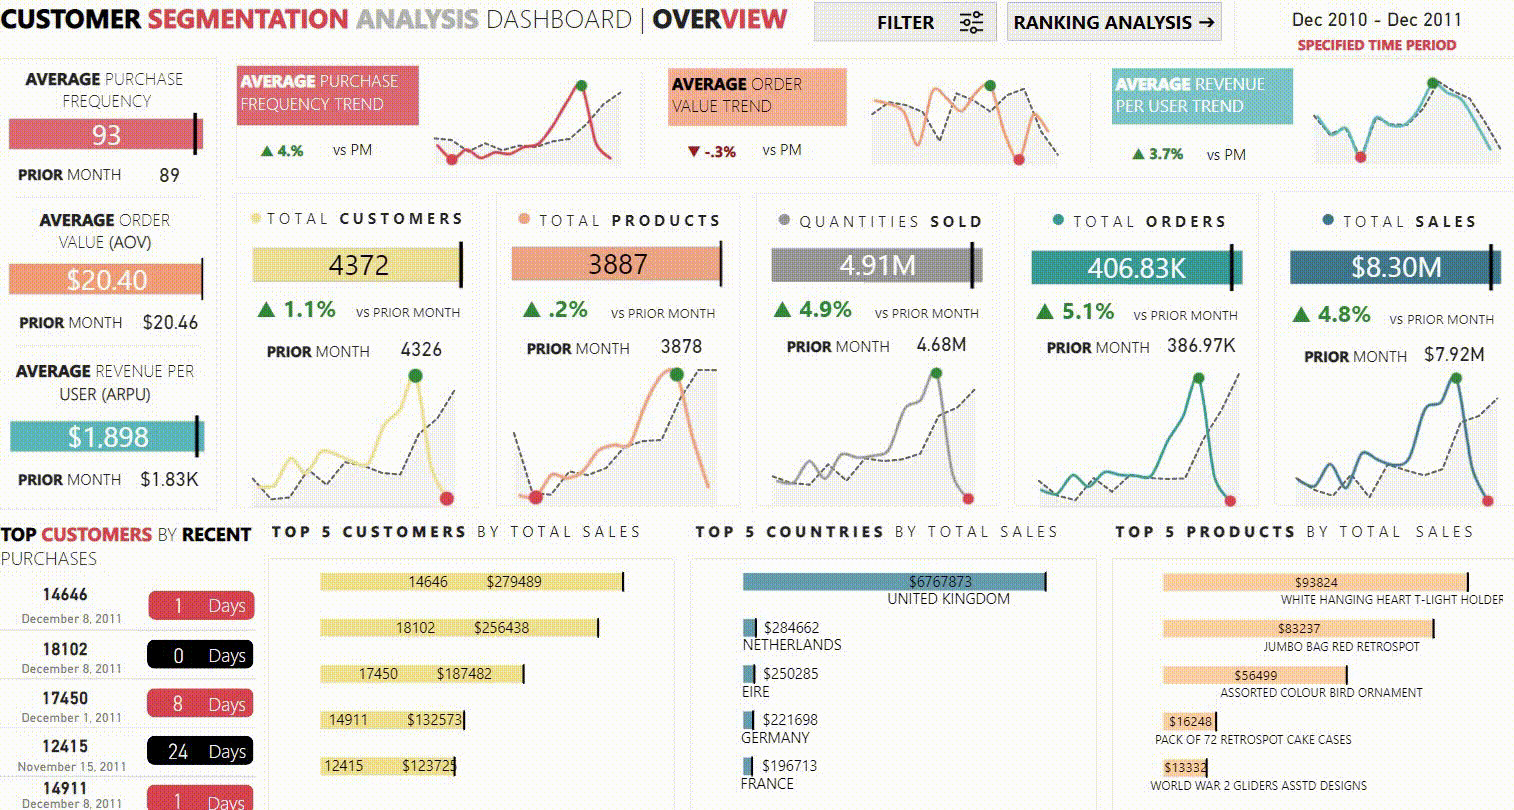 CUSTOMER SEGMENTATION ANALYSIS DASHBOARD | OVERVIEW
FILTER
RANKING ANALYSIS →
Dec 2010 - Dec 2011
SPECIFIED TIME PERIOD
AVERAGE PURCHASE
FREQUENCY
93
PRIOR MONTH 89
AVERAGE ORDER
VALUE (AOV)
$20.40
PRIOR MONTH $20.46
AVERAGE REVENUE PER
USER (ARPU)
$1,898
PRIOR MONTH $1.83K
AVERAGE PURCHASE
FREQUENCY TREND
▲ 4.% vs PM
AVERAGE ORDER
VALUE TREND
▼ -.3% vs PM
AVERAGE REVENUE
PER USER TREND
▲ 3.7% vs PM
TOTAL CUSTOMERS
4372
▲ 1.1% vs PRIOR MONTH
PRIOR MONTH 4326
TOTAL PRODUCTS
3887
▲ .2% vs PRIOR MONTH
PRIOR MONTH 3878
QUANTITIES SOLD
4.91M
▲ 4.9% vs PRIOR MONTH
PRIOR MONTH 4.68M
TOTAL ORDERS
406.83K
▲ 5.1% vs PRIOR MONTH
PRIOR MONTH 386.97K
TOTAL SALES
$8.30M
▲ 4.8% vs PRIOR MONTH
PRIOR MONTH $7.92M
TOP CUSTOMERS BY RECENT
PURCHASES
14646
December 8, 2011
1 Days
18102
December 8, 2011
0 Days
17450
December 1, 2011
8 Days
12415
November 15, 2011
24 Days
14911
December 8, 2011
1 Days
TOP 5 CUSTOMERS BY TOTAL SALES
14646 $279489
18102 $256438
17450 $187482
14911 $132573
12415 $123725
TOP 5 COUNTRIES BY TOTAL SALES
$6767873
UNITED KINGDOM
$284662
NETHERLANDS
$250285
EIRE
$221698
GERMANY
$196713
FRANCE
TOP 5 PRODUCTS BY TOTAL SALES
$93824
WHITE HANGING HEART T-LIGHT HOLDER
$83237
JUMBO BAG RED RETROSPOT
$56499
ASSORTED COLOUR BIRD ORNAMENT
$16248
PACK OF 72 RETROSPOT CAKE CASES
$13332
WORLD WAR 2 GLIDERS ASSTD DESIGNS